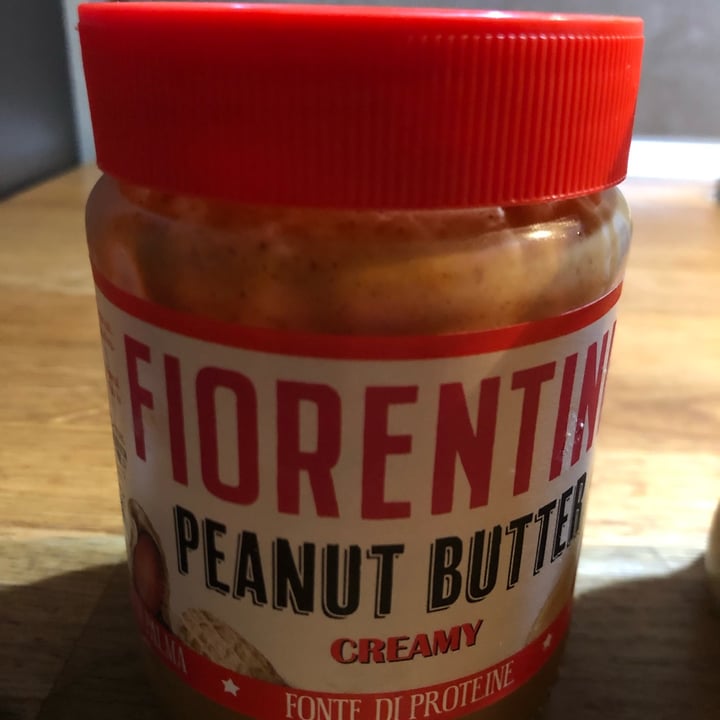 FIORENTIN
PEANUT BUTTER
CREAMY
FONTE DI PROTEINE